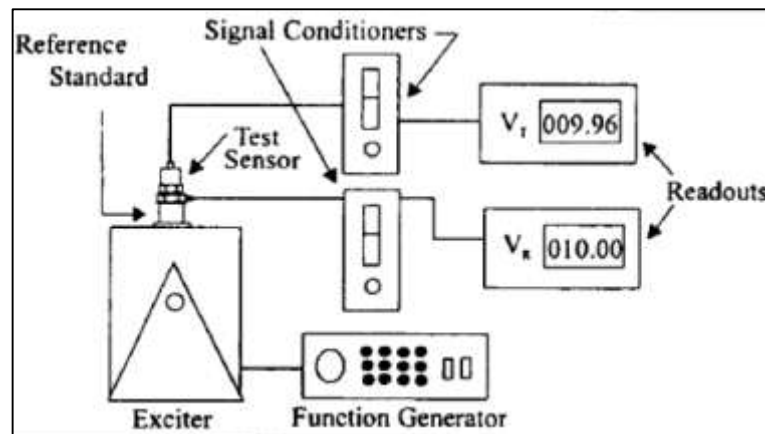 Signal Conditioners
Reference
Standard
Test
Sensor
V_T 009.96
Readouts
V_R 010.00
Exciter
Function Generator